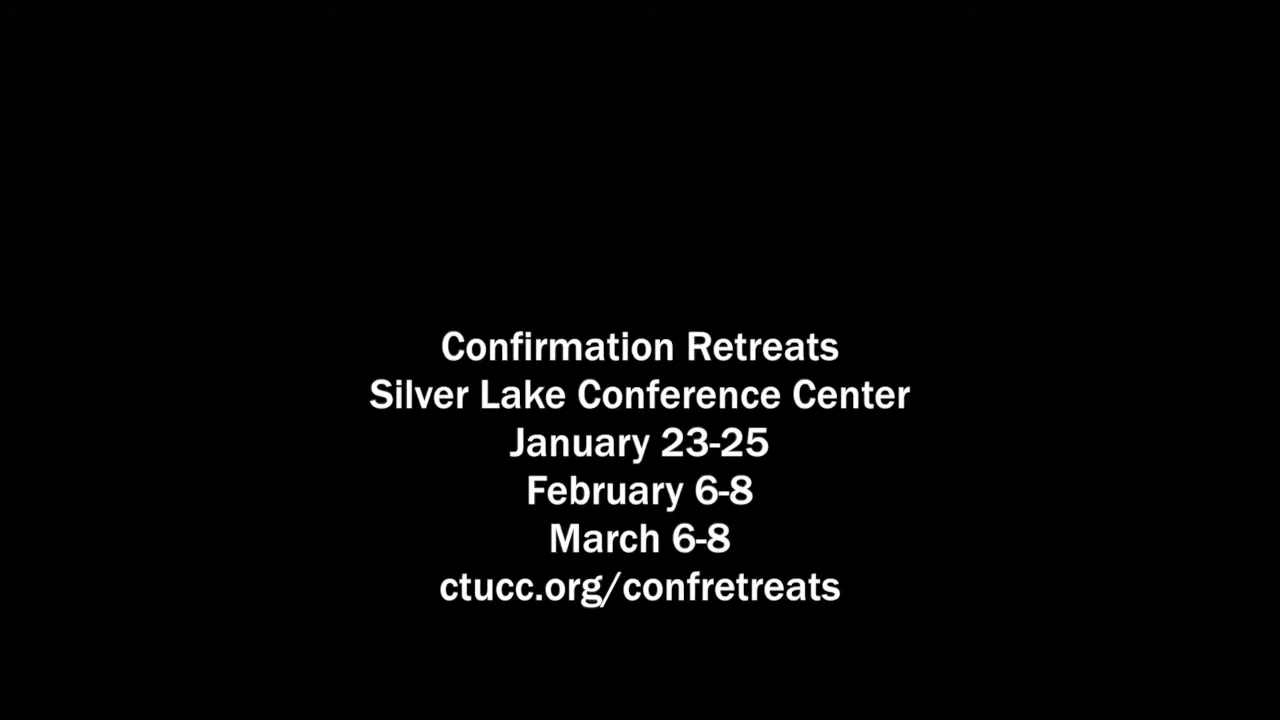 Confirmation Retreats
Silver Lake Conference Center
January 23-25
February 6-8
March 6-8
ctucc.org/confretreats